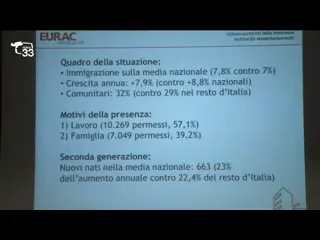 33
EURAC
Quadro della situazione:
• Immigrazione sulla media nazionale (7,8% contro 7%)
• Crescita annua: +7,9% (contro +8,8% nazionali)
• Comunitari: 32% (contro 29% nel resto d'Italia)
Motivi della presenza:
1) Lavoro (10.269 permessi, 57,1%)
2) Famiglia (7.049 permessi, 39,2%)
Seconda generazione:
Nuovi nati nella media nazionale: 663 (23%
dell'aumento annuale contro 22,4% del resto d'Italia)